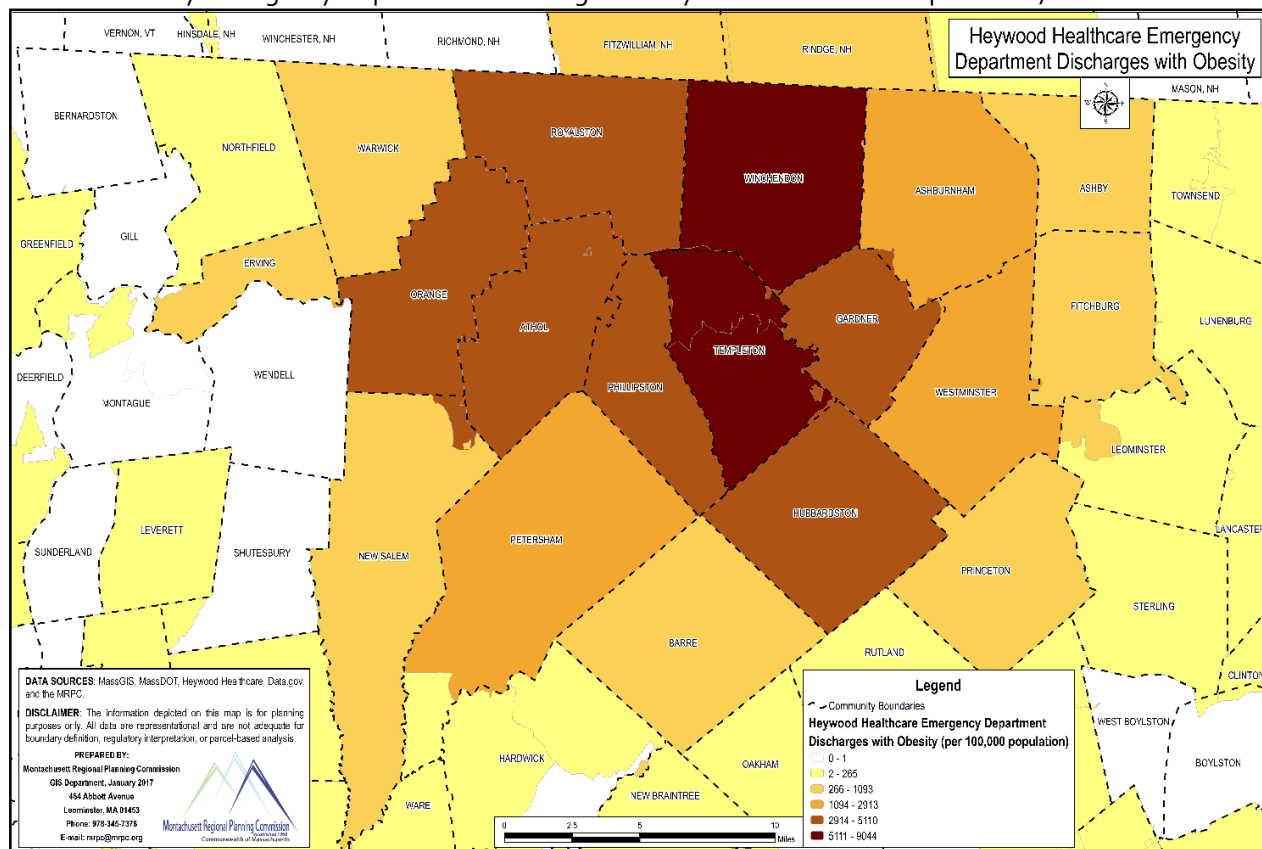 Heywood Healthcare Emergency
Department Discharges with Obesity
VERNON, VT
HINSDALE, NH
WINCHESTER, NH
RICHMOND, NH
FITZWILLIAM, NH
RINDGE, NH
MASON, NH
BERNARDSTON
NORTHFIELD
WARWICK
ROYALSTON
WINCHENDON
ASHBURNHAM
ASHBY
TOWNSEND
GREENFIELD
GILL
ERVING
ORANGE
ATHOL
PHILLIPSTON
TEMPLETON
GARDNER
WESTMINSTER
FITCHBURG
LUNENBURG
DEERFIELD
MONTAGUE
WENDELL
LEOMINSTER
SUNDERLAND
LEVERETT
SHUTESBURY
NEW SALEM
PETERSHAM
HUBBARDSTON
PRINCETON
LANCASTER
STERLING
BARRE
RUTLAND
CLINTON
WEST BOYLSTON
BOYLSTON
HARDWICK
OAKHAM
WARE
NEW BRAINTREE
DATA SOURCES: MassGIS, MassDOT, Heywood Healthcare, Data.gov,
and the MRPC.
DISCLAIMER: The information depicted on this map is for planning
purposes only. All data are representational and are not adequate for
boundary definition, regulatory interpretation, or parcel-based analysis.
PREPARED BY:
Montachusett Regional Planning Commission
GIS Department, January 2017
464 Abbott Avenue
Leominster, MA 01453
Phone: 978-345-7376
E-mail: mrpc@mrpc.org
Montachusett Regional Planning Commission
Commonwealth of Massachusetts
0 2.5 5 10
Miles
Legend
Community Boundaries
Heywood Healthcare Emergency Department
Discharges with Obesity (per 100,000 population)
0 - 1
2 - 265
266 - 1093
1094 - 2913
2914 - 5110
5111 - 9044